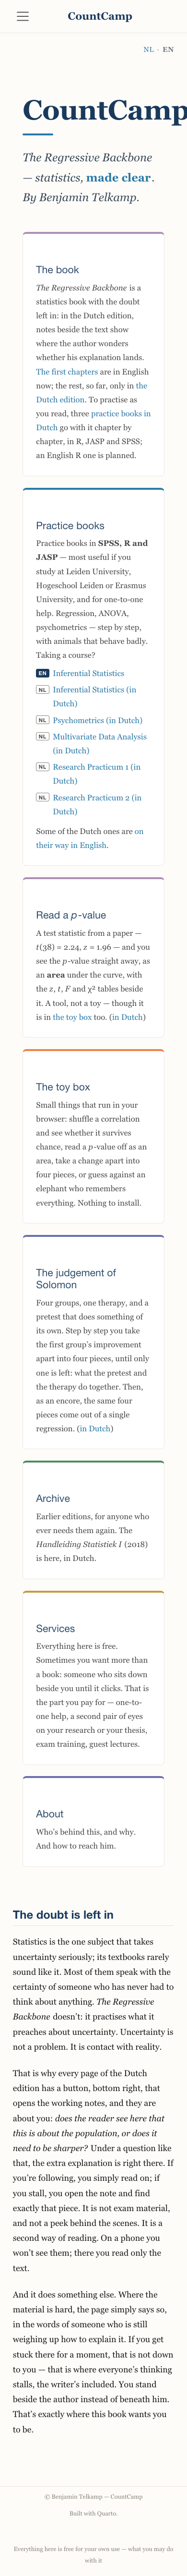 CountCamp
NL · EN
CountCamp
The Regressive Backbone
— statistics, made clear.
By Benjamin Telkamp.
The book
The Regressive Backbone is a
statistics book with the doubt
left in: in the Dutch edition,
notes beside the text show
where the author wonders
whether his explanation lands.
The first chapters are in English
now; the rest, so far, only in the
Dutch edition. To practise as
you read, three practice books in
Dutch go with it chapter by
chapter, in R, JASP and SPSS;
an English R one is planned.
Practice books
Practice books in SPSS, R and
JASP — most useful if you
study at Leiden University,
Hogeschool Leiden or Erasmus
University, and for one-to-one
help. Regression, ANOVA,
psychometrics — step by step,
with animals that behave badly.
Taking a course?
EN Inferential Statistics
NL Inferential Statistics (in
Dutch)
NL Psychometrics (in Dutch)
NL Multivariate Data Analysis
(in Dutch)
NL Research Practicum 1 (in
Dutch)
NL Research Practicum 2 (in
Dutch)
Some of the Dutch ones are on
their way in English.
Read a p-value
A test statistic from a paper —
t(38) = 2.24, z = 1.96 — and you
see the p-value straight away, as
an area under the curve, with
the z, t, F and χ² tables beside
it. A tool, not a toy — though it
is in the toy box too. (in Dutch)
The toy box
Small things that run in your
browser: shuffle a correlation
and see whether it survives
chance, read a p-value off as an
area, take a change apart into
four pieces, or guess against an
elephant who remembers
everything. Nothing to install.
The judgement of
Solomon
Four groups, one therapy, and a
pretest that does something of
its own. Step by step you take
the first group's improvement
apart into four pieces, until only
one is left: what the pretest and
the therapy do together. Then,
as an encore, the same four
pieces come out of a single
regression. (in Dutch)
Archive
Earlier editions, for anyone who
ever needs them again. The
Handleiding Statistiek I (2018)
is here, in Dutch.
Services
Everything here is free.
Sometimes you want more than
a book: someone who sits down
beside you until it clicks. That is
the part you pay for — one-to-
one help, a second pair of eyes
on your research or your thesis,
exam training, guest lectures.
About
Who's behind this, and why.
And how to reach him.
The doubt is left in
Statistics is the one subject that takes
uncertainty seriously; its textbooks rarely
sound like it. Most of them speak with the
certainty of someone who has never had to
think about anything. The Regressive
Backbone doesn't: it practises what it
preaches about uncertainty. Uncertainty is
not a problem. It is contact with reality.
That is why every page of the Dutch
edition has a button, bottom right, that
opens the working notes, and they are
about you: does the reader see here that
this is about the population, or does it
need to be sharper? Under a question like
that, the extra explanation is right there. If
you're following, you simply read on; if
you stall, you open the note and find
exactly that piece. It is not exam material,
and not a peek behind the scenes. It is a
second way of reading. On a phone you
won't see them; there you read only the
text.
And it does something else. Where the
material is hard, the page simply says so,
in the words of someone who is still
weighing up how to explain it. If you get
stuck there for a moment, that is not down
to you — that is where everyone's thinking
stalls, the writer's included. You stand
beside the author instead of beneath him.
That's exactly where this book wants you
to be.
© Benjamin Telkamp — CountCamp
Built with Quarto.
Everything here is free for your own use — what you may do
with it